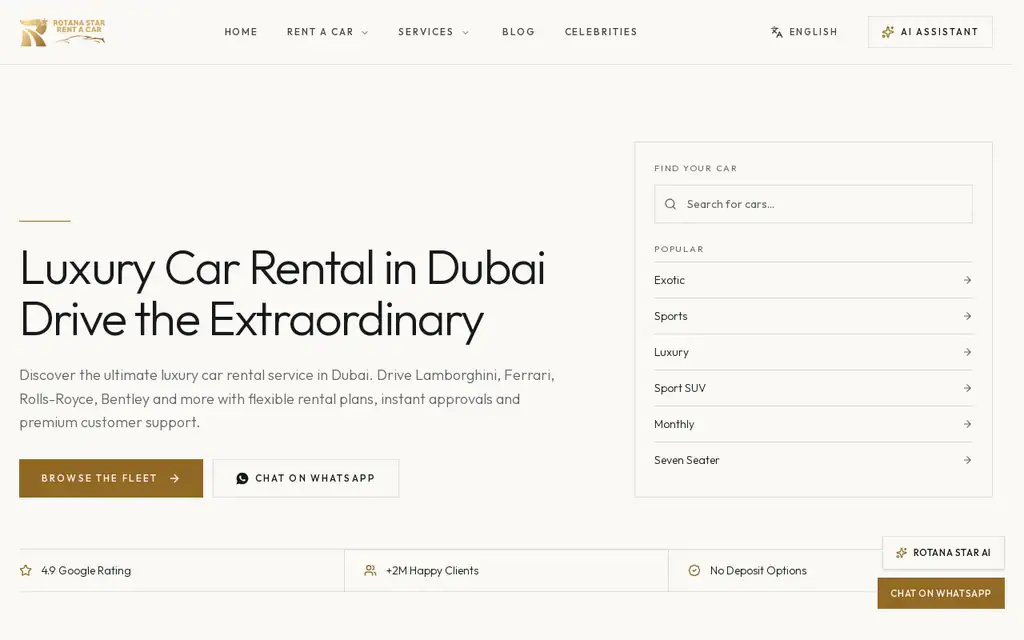 ROTANA STAR
RENT A CAR
HOME
RENT A CAR
SERVICES
BLOG
CELEBRITIES
ENGLISH
AI ASSISTANT
Luxury Car Rental in Dubai
Drive the Extraordinary
Discover the ultimate luxury car rental service in Dubai. Drive Lamborghini, Ferrari,
Rolls-Royce, Bentley and more with flexible rental plans, instant approvals and
premium customer support.
BROWSE THE FLEET
CHAT ON WHATSAPP
FIND YOUR CAR
Search for cars...
POPULAR
Exotic
Sports
Luxury
Sport SUV
Monthly
Seven Seater
4.9 Google Rating
+2M Happy Clients
No Deposit Options
ROTANA STAR AI
CHAT ON WHATSAPP